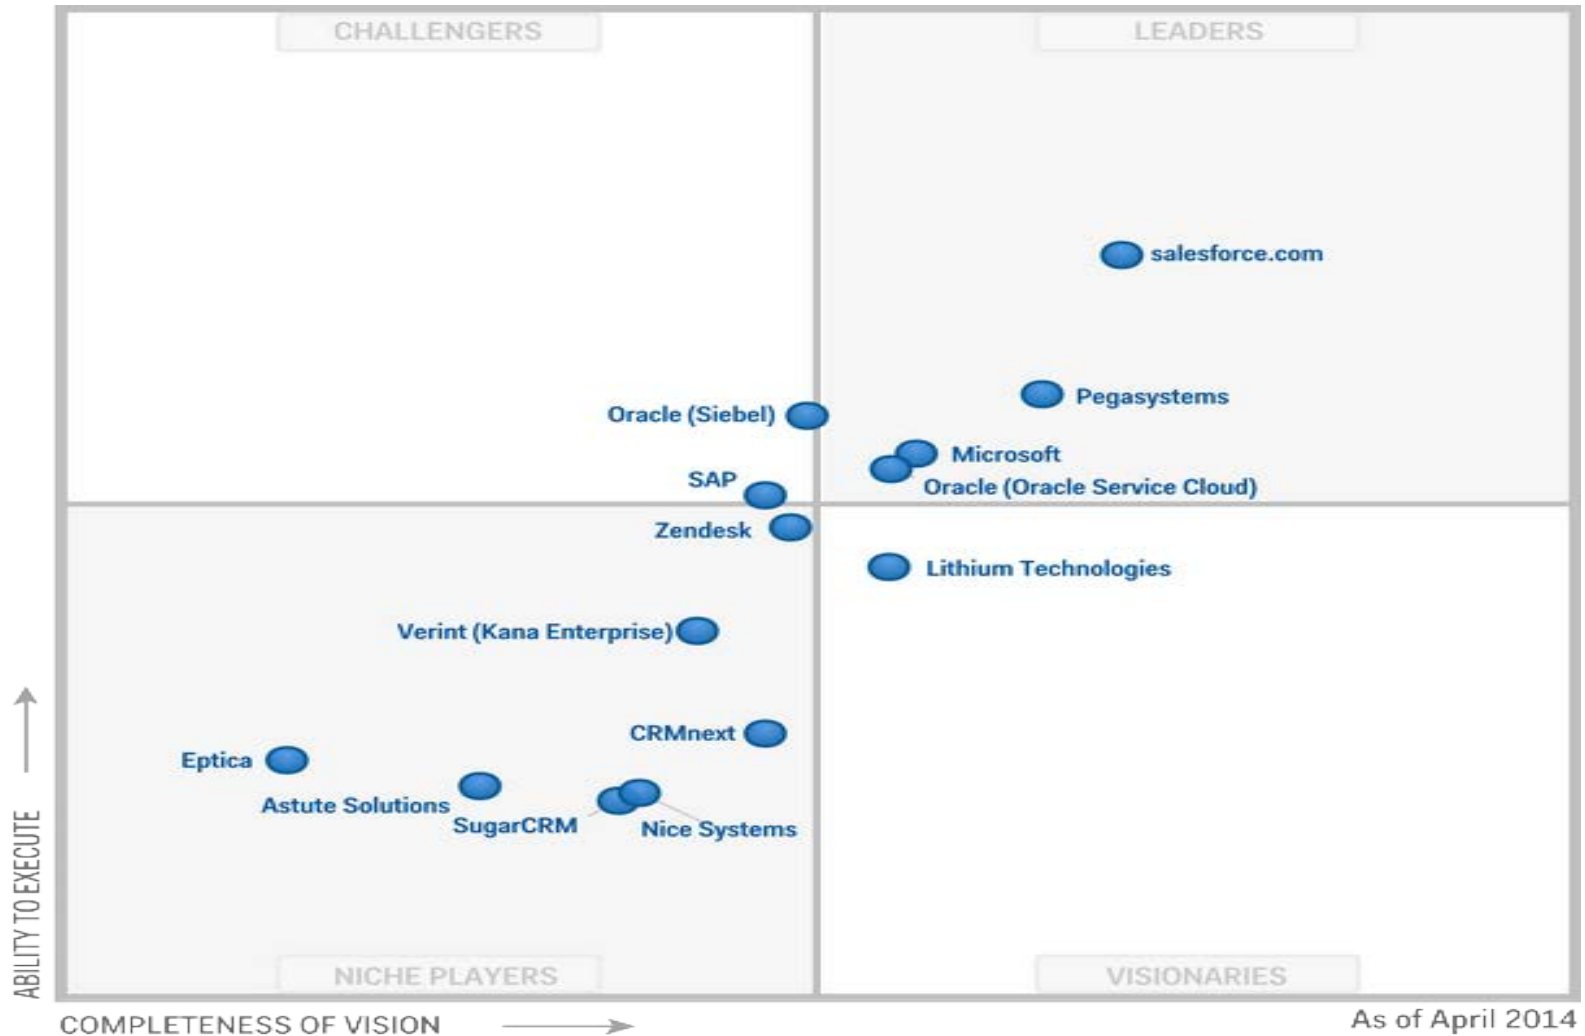 CHALLENGERS
LEADERS
salesforce.com
Pegasystems
Oracle (Siebel)
Microsoft
SAP
Oracle (Oracle Service Cloud)
Zendesk
Lithium Technologies
Verint (Kana Enterprise)
CRMnext
Eptica
Astute Solutions
SugarCRM
Nice Systems
ABILITY TO EXECUTE
NICHE PLAYERS
VISIONARIES
COMPLETENESS OF VISION
As of April 2014